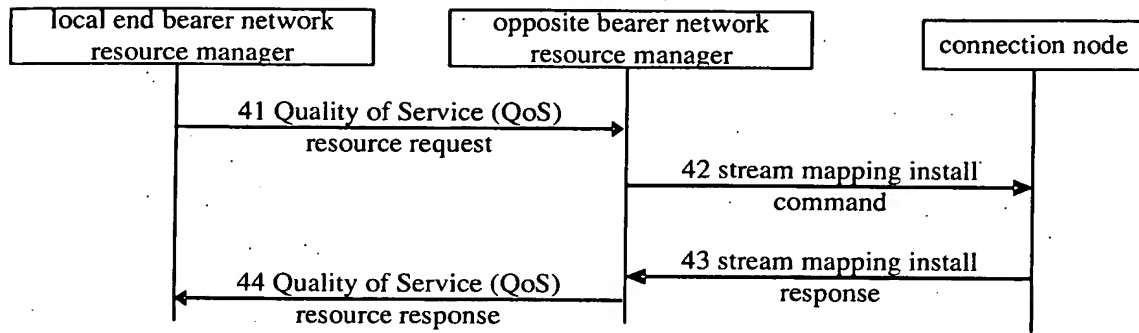 local end bearer network
resource manager
opposite bearer network
resource manager
connection node
41 Quality of Service (QoS)
resource request
42 stream mapping install
command
43 stream mapping install
response
44 Quality of Service (QoS)
resource response